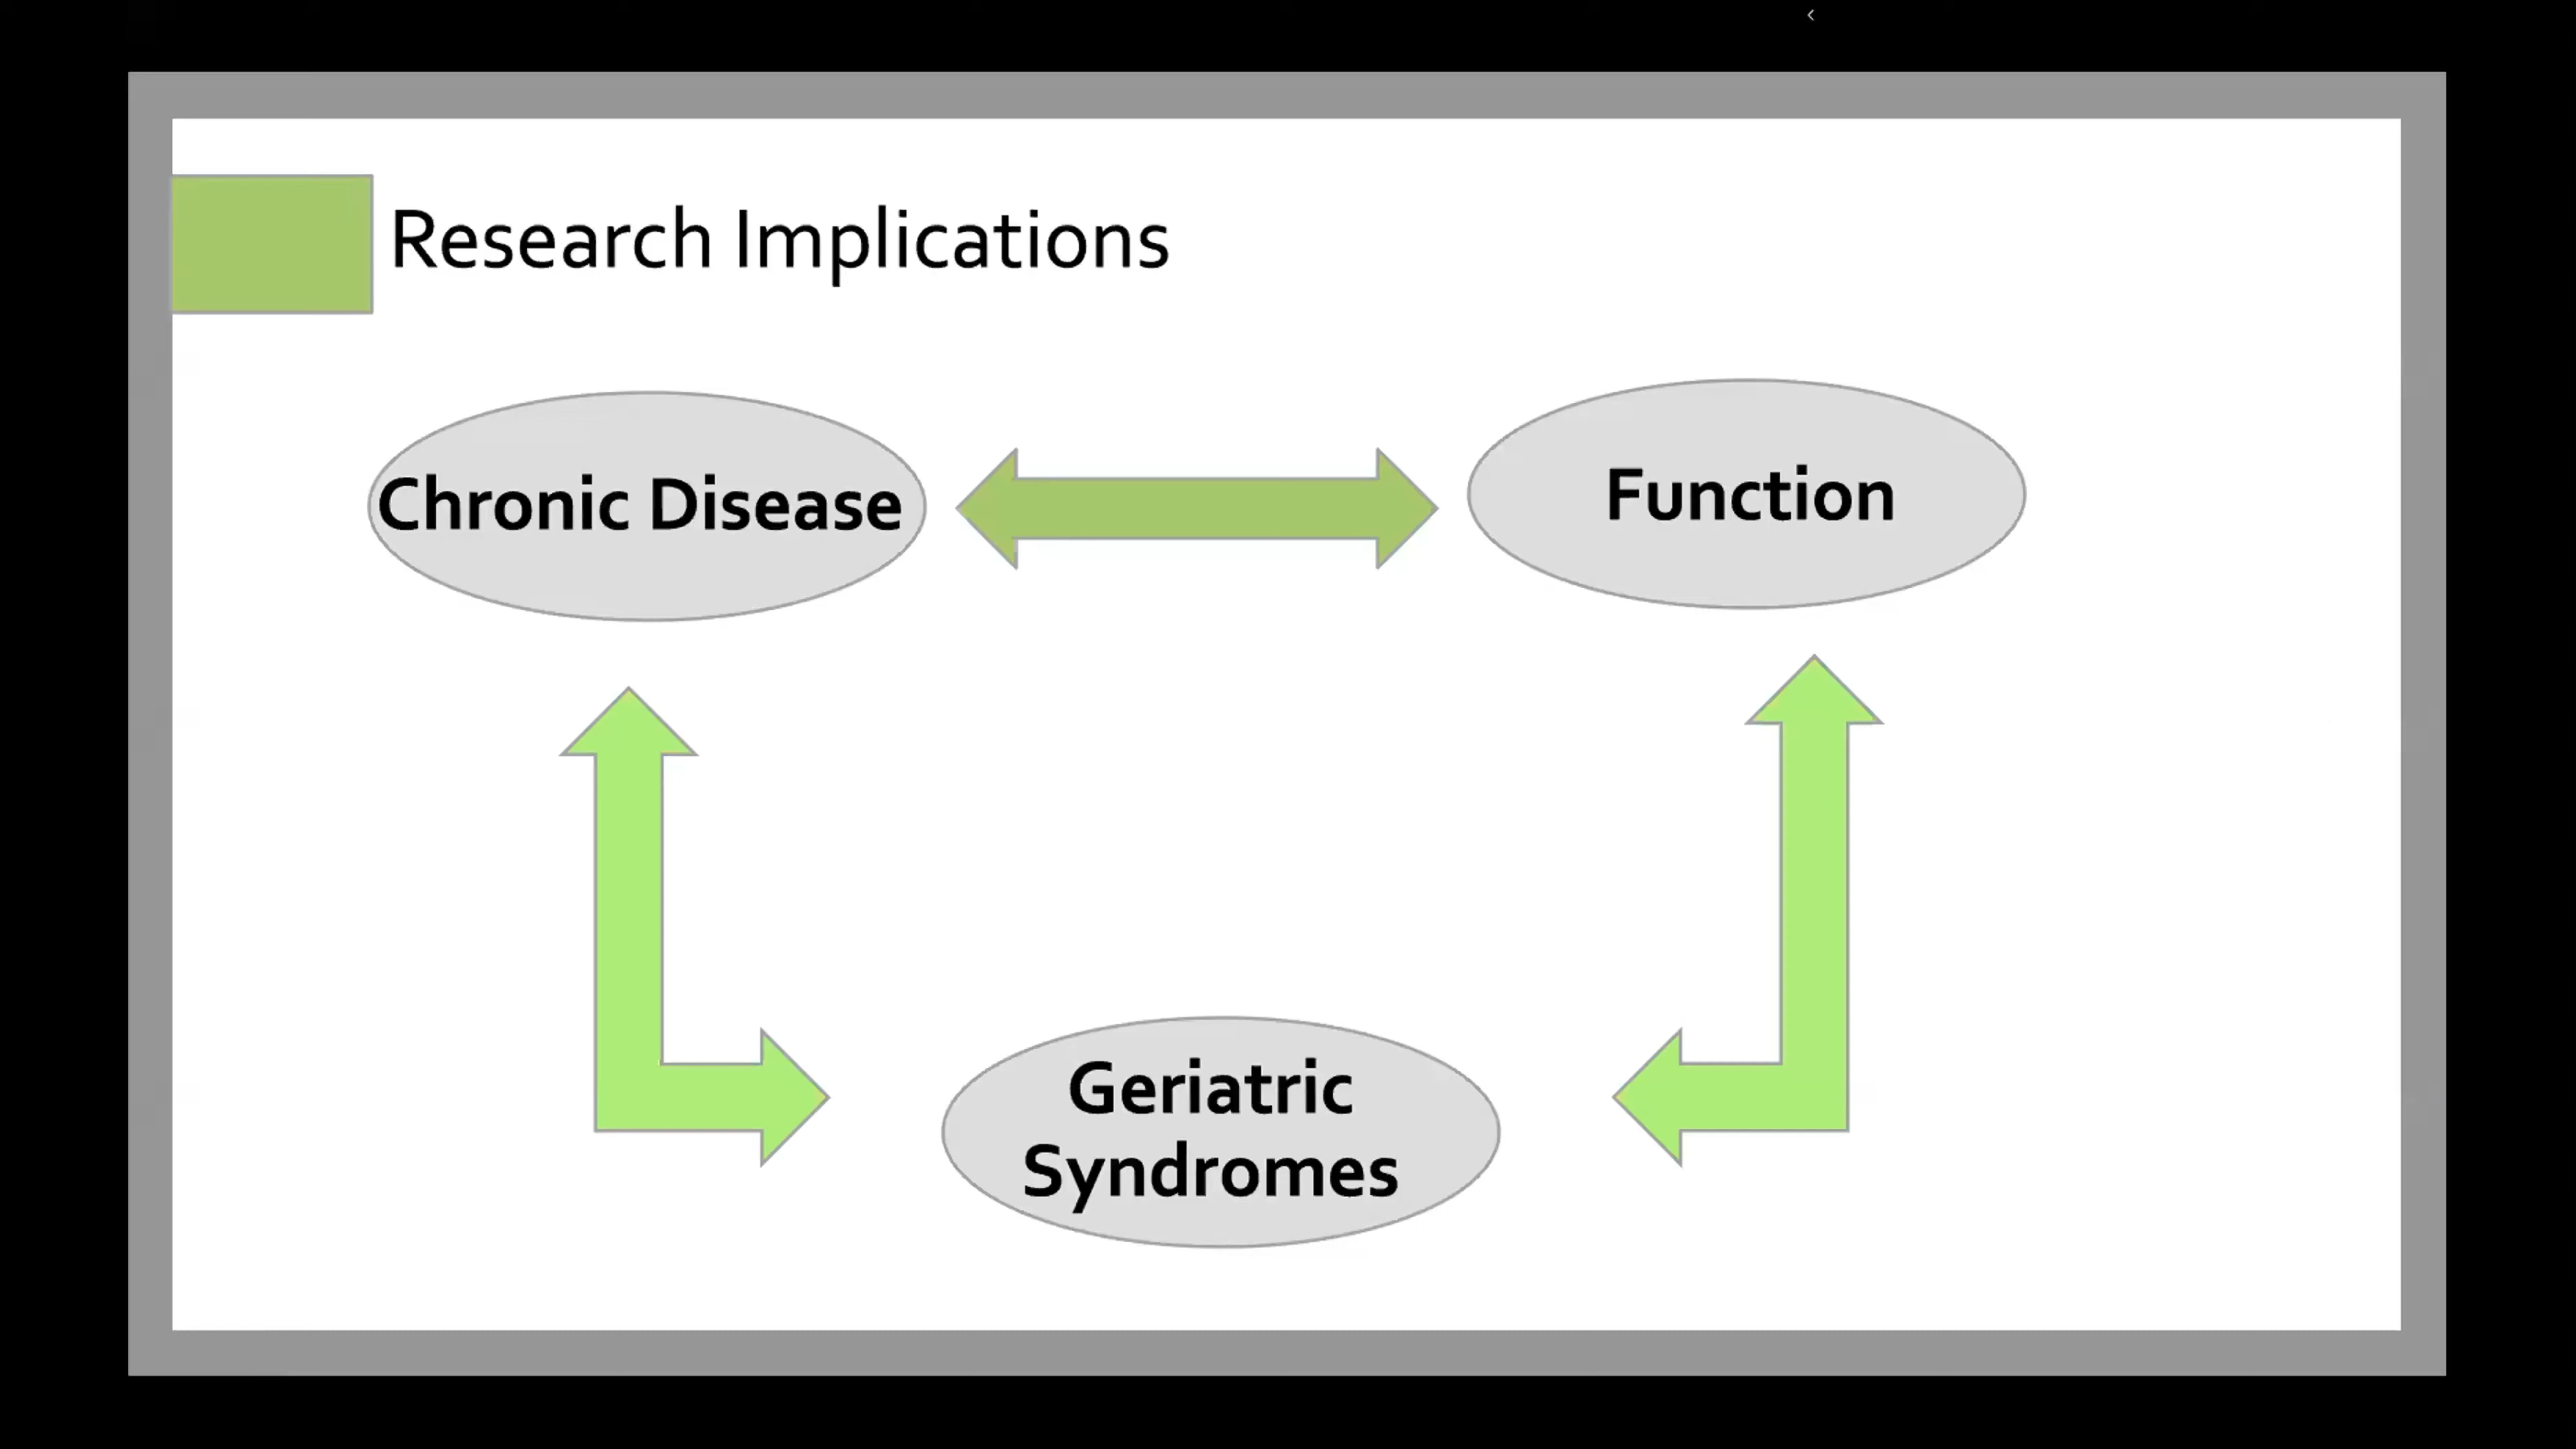 Research Implications
Chronic Disease
Function
Geriatric
Syndromes